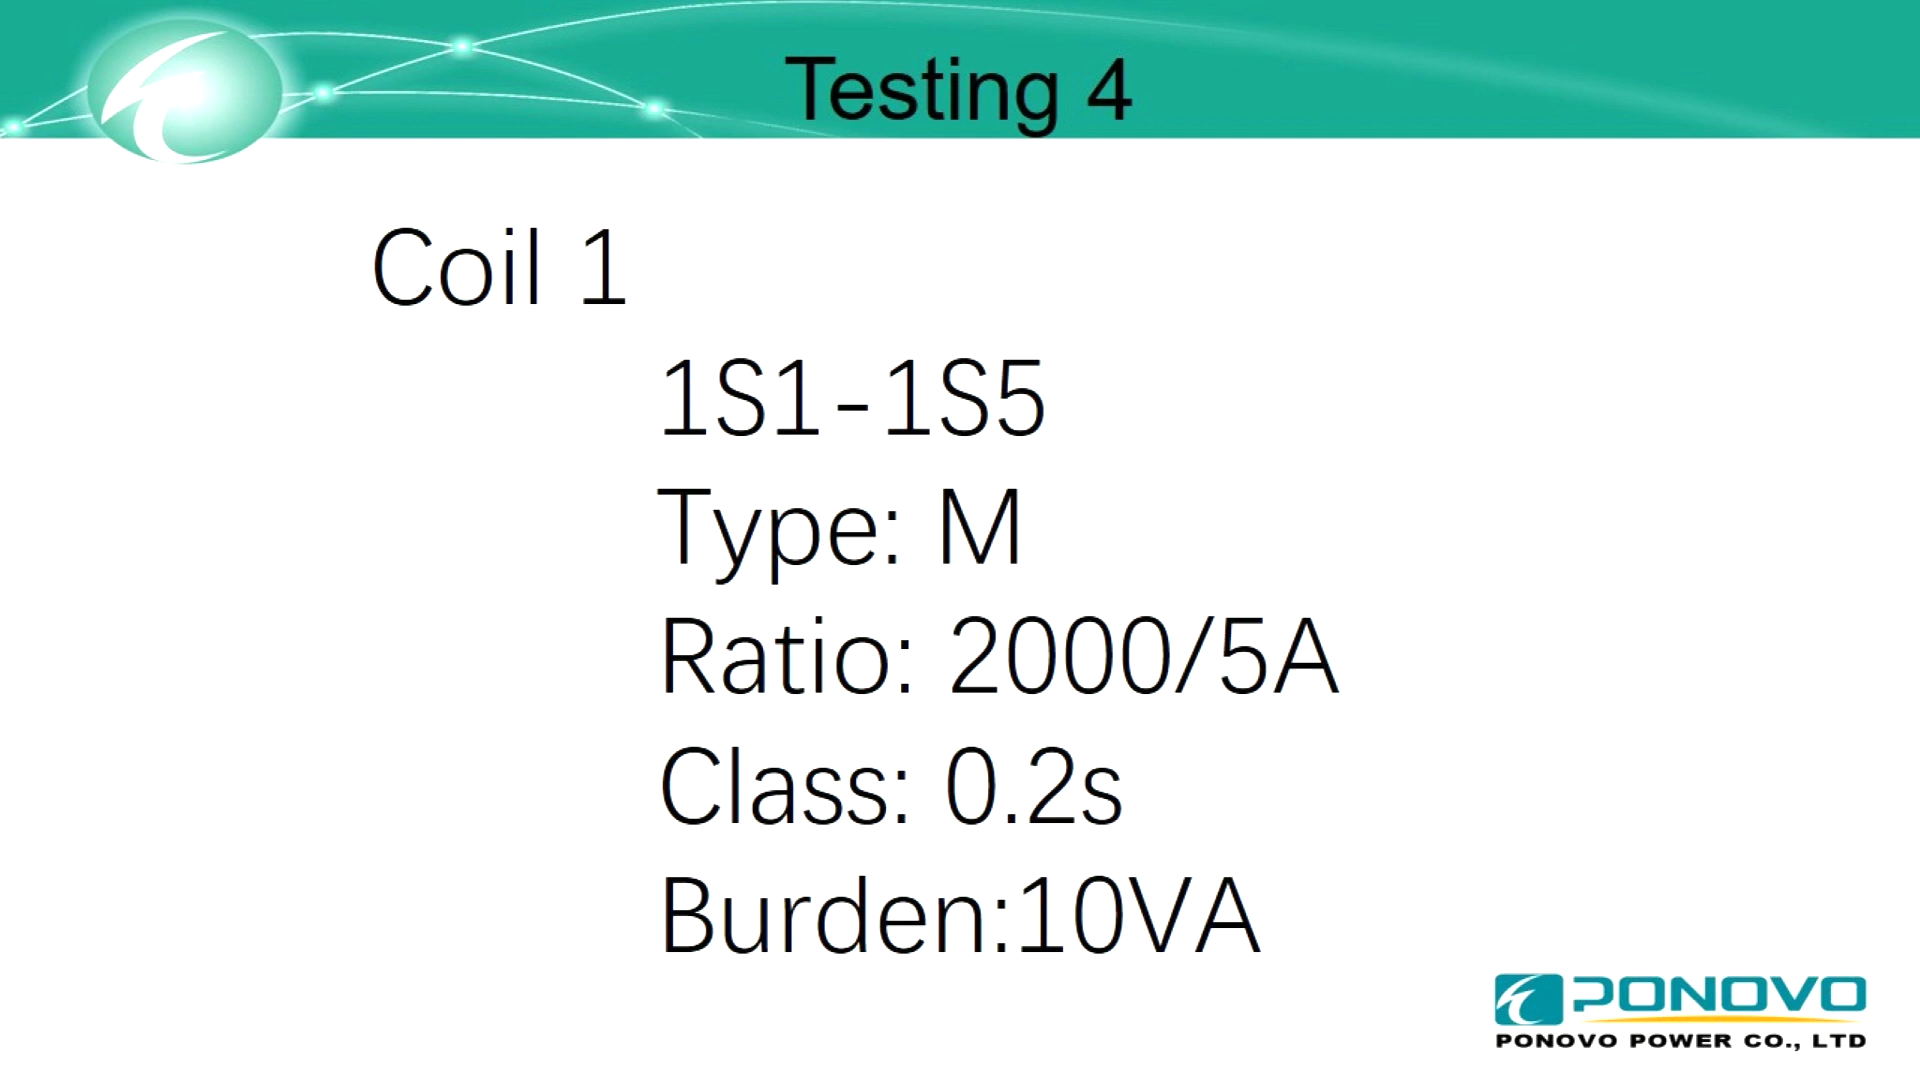 Testing 4
Coil 1
1S1-1S5
Type: M
Ratio: 2000/5A
Class: 0.2s
Burden:10VA
PONOVO
PONOVO POWER CO., LTD